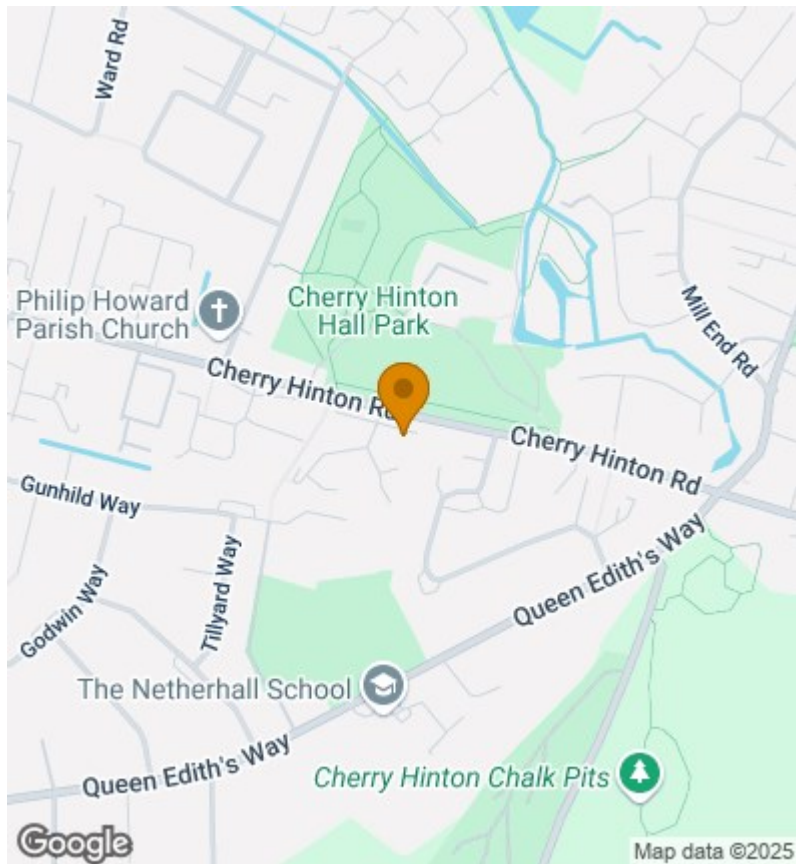 Ward Rd
Philip Howard
Parish Church
Cherry Hinton
Hall Park
Mill End Rd
Cherry Hinton Rd
Cherry Hinton Rd
Gunhild Way
Godwin Way
Tillyard Way
Queen Edith's Way
The Netherhall School
Queen Edith's Way
Cherry Hinton Chalk Pits
Google
Map data ©2025